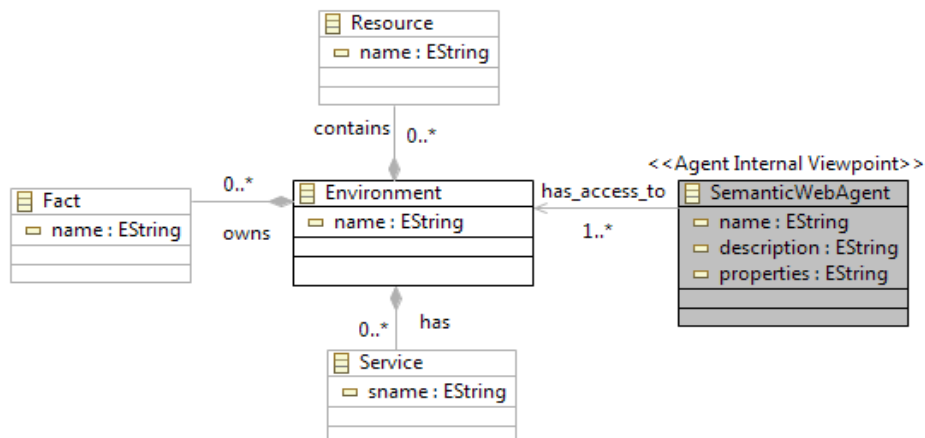 Resource
name : EString
contains
0..*
<<Agent Internal Viewpoint>>
0..*
Fact
name : EString
owns
Environment
name : EString
has_access_to
1..*
SemanticWebAgent
name : EString
description : EString
properties : EString
0..*
has
Service
sname : EString